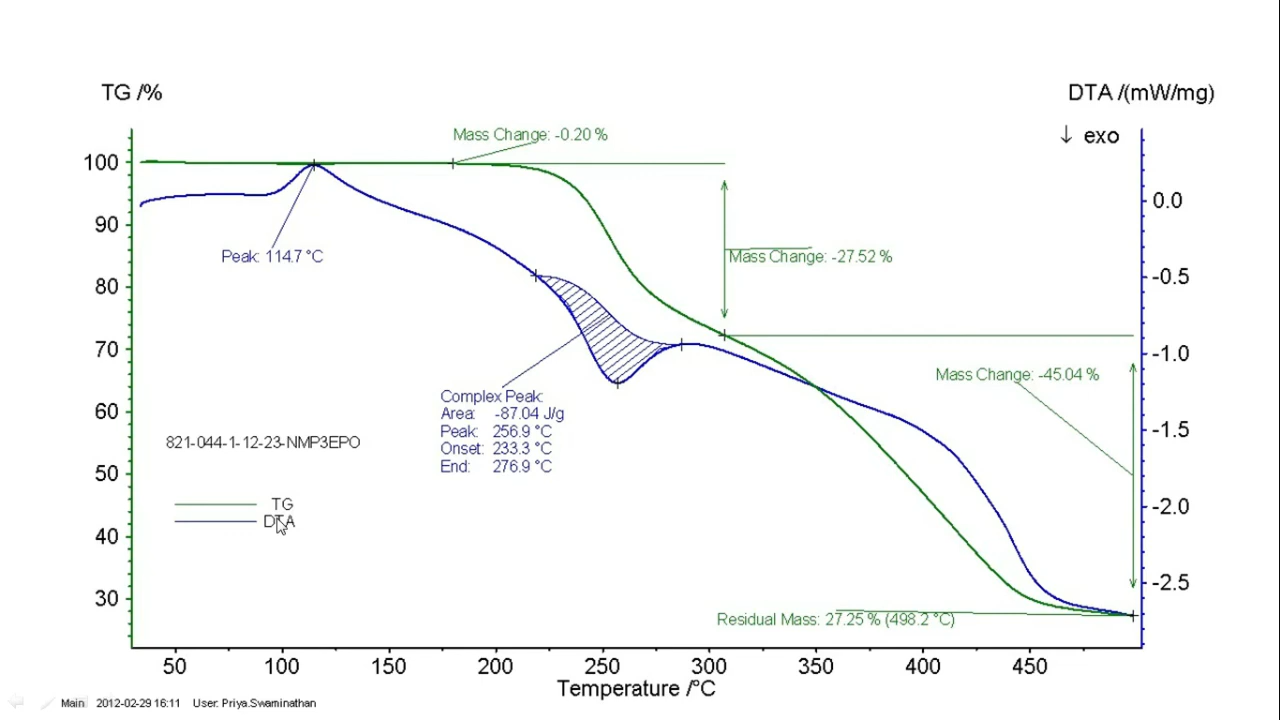 TG /%
DTA /(mW/mg)
↓ exo
Mass Change: -0.20 %
100
90
80
70
60
50
40
30
0.0
-0.5
-1.0
-1.5
-2.0
-2.5
Peak: 114.7 °C
Mass Change: -27.52 %
Mass Change: -45.04 %
Complex Peak:
Area: -87.04 J/g
Peak: 256.9 °C
Onset: 233.3 °C
End: 276.9 °C
821-044-1-12-23-NMP3EPO
TG
DTA
Residual Mass: 27.25 % (498.2 °C)
50 100 150 200 250 300 350 400 450
Temperature /°C
Main 2012-02-29 16:11 User: Priya.Swaminathan